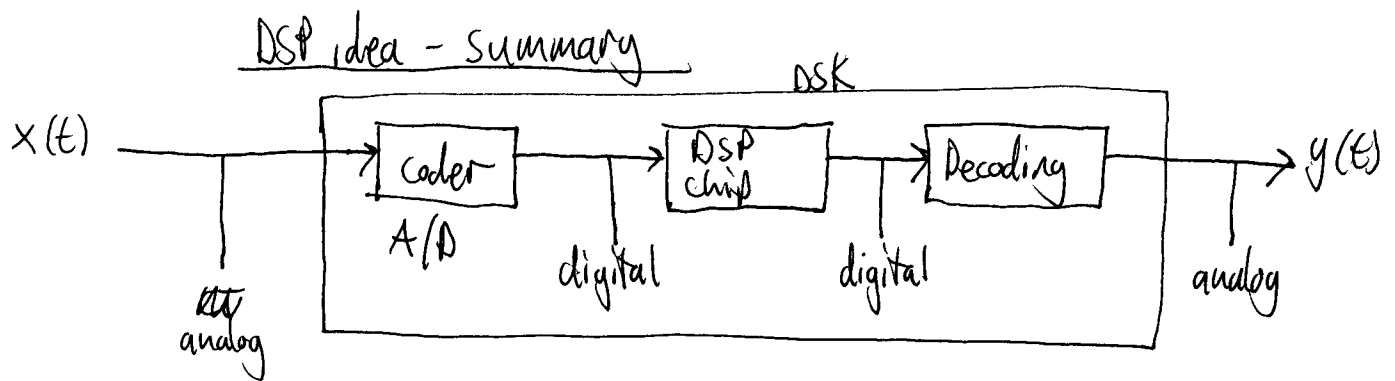 DSP idea - summary
DSK
x(t)
coder
DSP
chip
Decoding
y(t)
A/D
digital
digital
analog
analog